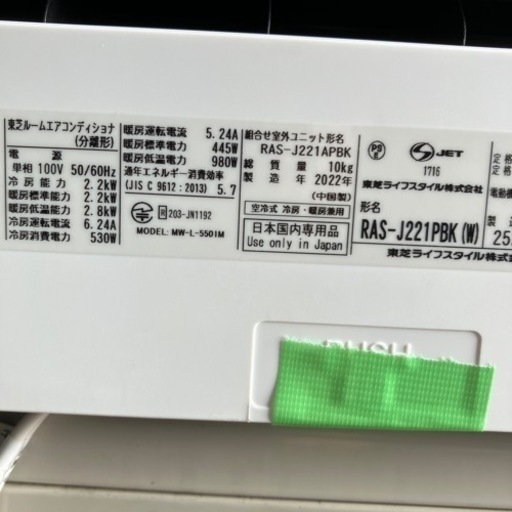 東芝ルームエアコンディショナ
(分離形)
電 源
単相 100V 50/60Hz
冷 房 能 力 2.2kW
暖房標準能力 2.2kW
暖房低温能力 2.8kW
冷房運転電流 6.24A
冷房消費電力 530W
暖房運転電流 5.24A
暖房標準電力 445W
暖房低温電力 980W
通年エネルギー消費効率
(JIS C 9612:2013) 5.7
R 203-JN1192
MODEL: MW-L-5501M
組合せ室外ユニット形名
RAS-J221APBK
総 質 量 10kg
製 造 年 2022年
(中国製)
空冷式 冷房・暖房兼用
日本国内専用品
Use only in Japan
PS
E
JET
1716
東芝ライフスタイル株式会社
形名
RAS-J221PBK(W)
東芝ライフスタイル株式
定格
定格
製
25